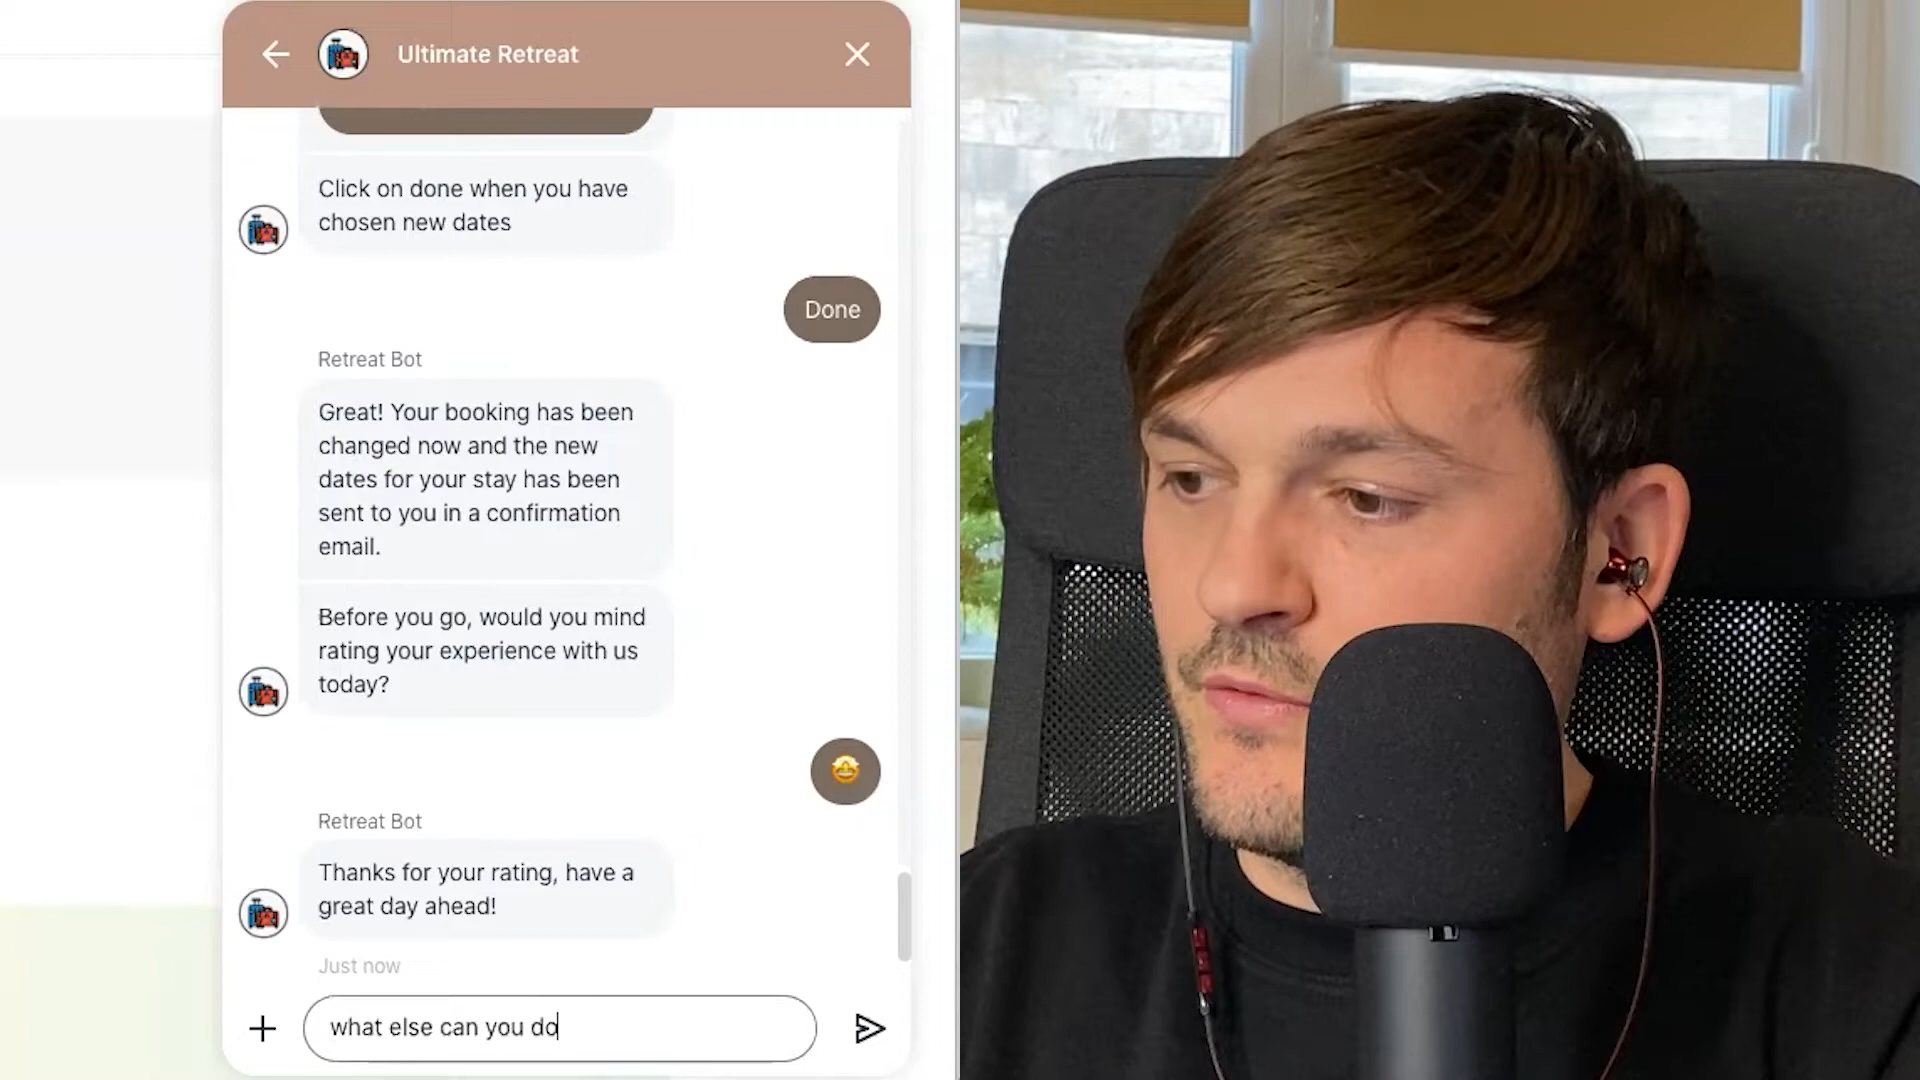 Ultimate Retreat
Click on done when you have
chosen new dates
Done
Retreat Bot
Great! Your booking has been
changed now and the new
dates for your stay has been
sent to you in a confirmation
email.
Before you go, would you mind
rating your experience with us
today?
Retreat Bot
Thanks for your rating, have a
great day ahead!
Just now
what else can you do